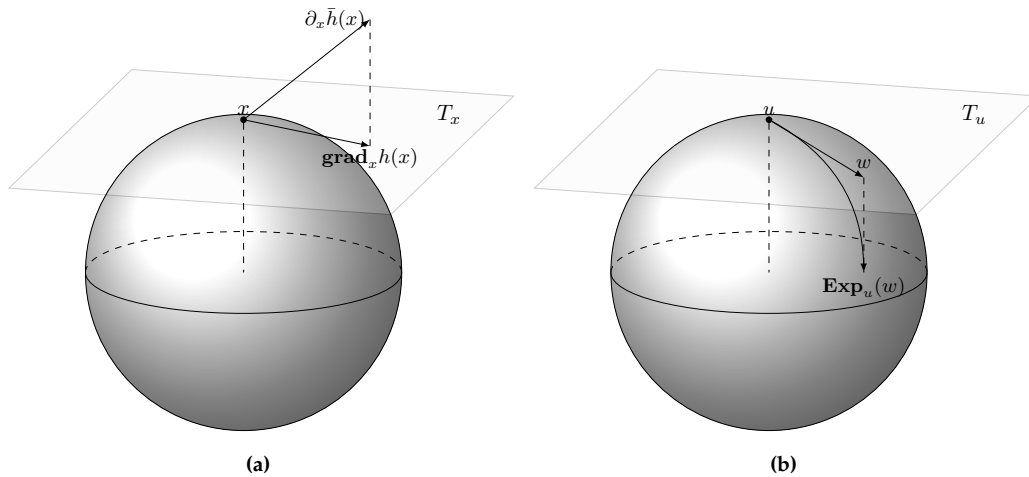 ∂ₓh̄(x)
x
Tₓ
gradₓh(x)
(a)
u
Tᵤ
w
Expᵤ(w)
(b)